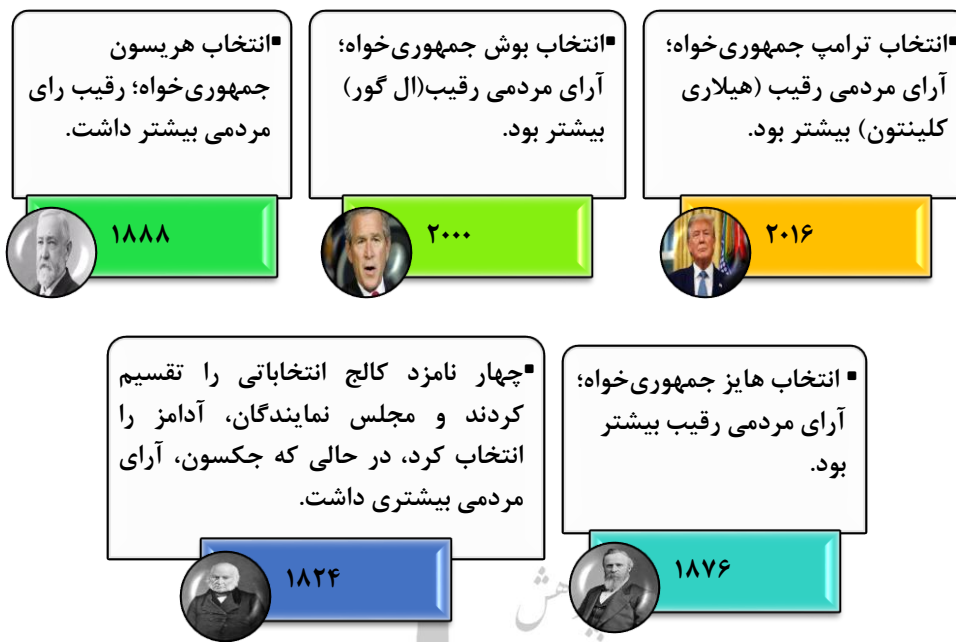 ▪انتخاب ترامپ جمهوری‌خواه؛
آرای مردمی رقیب (هیلاری
کلینتون) بیشتر بود.
۲۰۱۶
▪انتخاب بوش جمهوری‌خواه؛
آرای مردمی رقیب(ال گور)
بیشتر بود.
۲۰۰۰
▪انتخاب هریسون
جمهوری‌خواه؛ رقیب رای
مردمی بیشتر داشت.
۱۸۸۸
▪ انتخاب هایز جمهوری‌خواه؛
آرای مردمی رقیب بیشتر
بود.
۱۸۷۶
▪چهار نامزد کالج انتخاباتی را تقسیم
کردند و مجلس نمایندگان، آدامز را
انتخاب کرد، در حالی که جکسون، آرای
مردمی بیشتری داشت.
۱۸۲۴